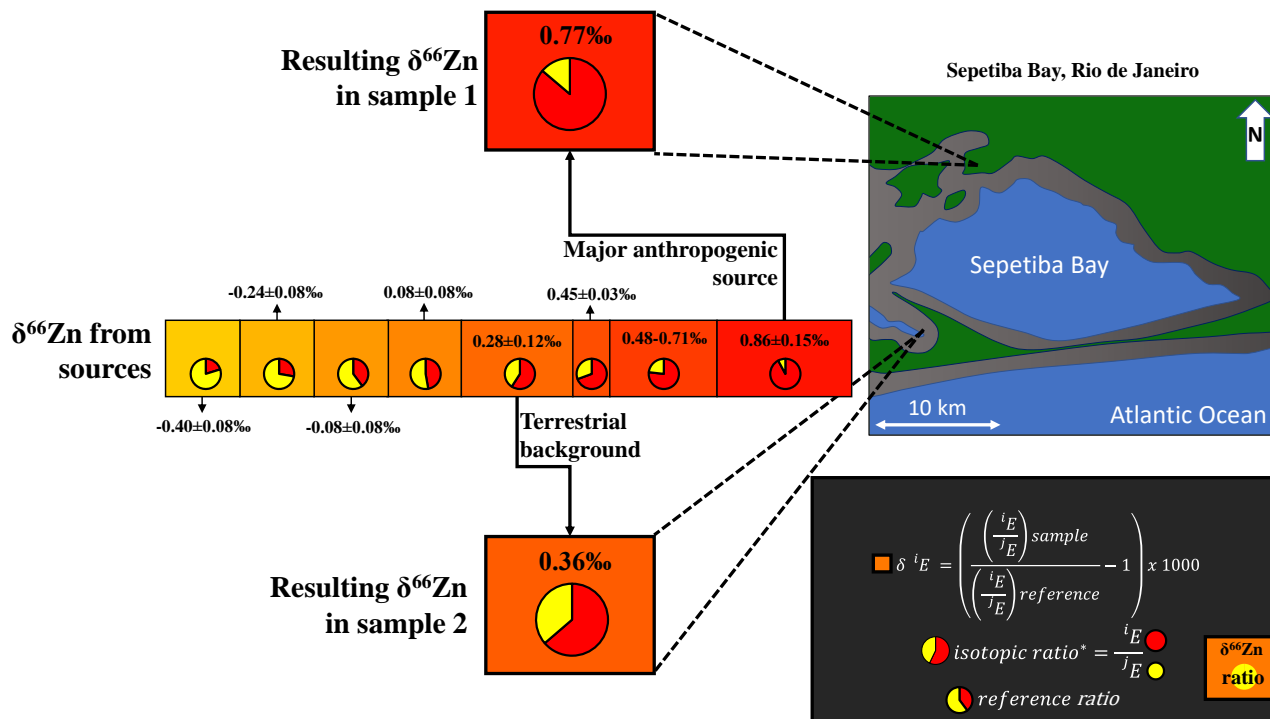 0.77‰
Resulting δ⁶⁶Zn
in sample 1
Sepetiba Bay, Rio de Janeiro
N
Major anthropogenic
source
Sepetiba Bay
-0.24±0.08‰
0.08±0.08‰
0.45±0.03‰
δ⁶⁶Zn from
sources
0.28±0.12‰
0.48-0.71‰
0.86±0.15‰
-0.40±0.08‰
-0.08±0.08‰
Terrestrial
background
10 km
Atlantic Ocean
0.36‰
Resulting δ⁶⁶Zn
in sample 2
δ ⁱE = ( (ⁱE/ʲE) sample / ((ⁱE/ʲE) reference − 1 ) x 1000
isotopic ratio* = ⁱE / ʲE
reference ratio
δ⁶⁶Zn
ratio